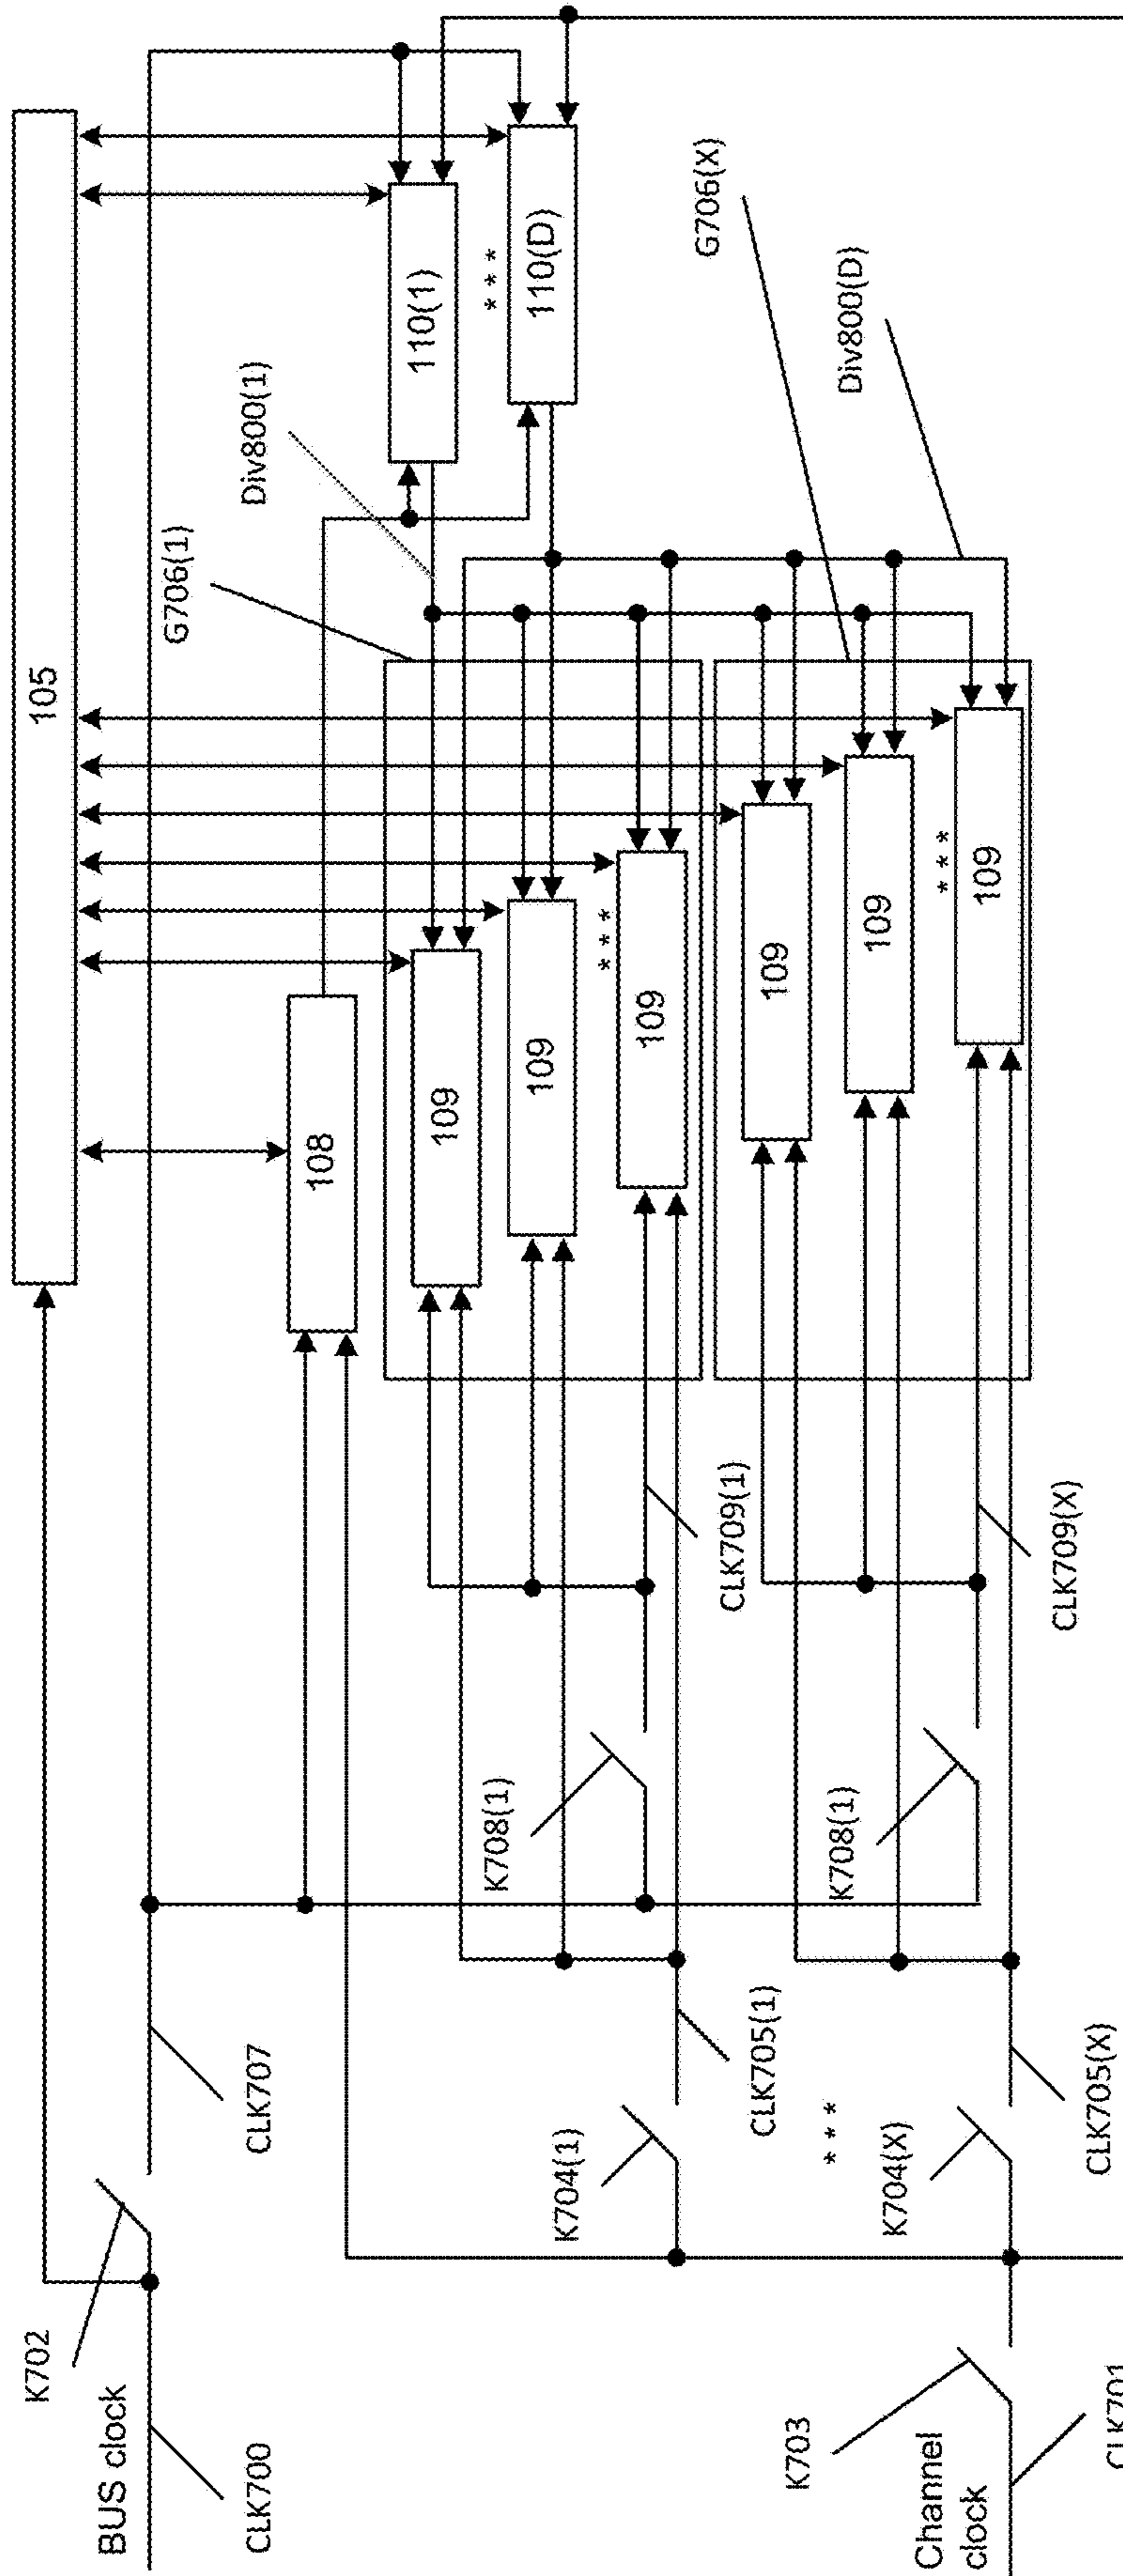 K702
105
BUS clock
G706(1)
CLK700
CLK707
Div800(1)
108
110(1)
109
***
K708(1)
109
110(D)
K704(1)
***
109
G706(X)
CLK709(1)
CLK705(1)
109
K703
***
K708(1)
Div800(D)
K704(X)
109
Channel
clock
***
109
CLK709(X)
CLK705(X)
CLK701